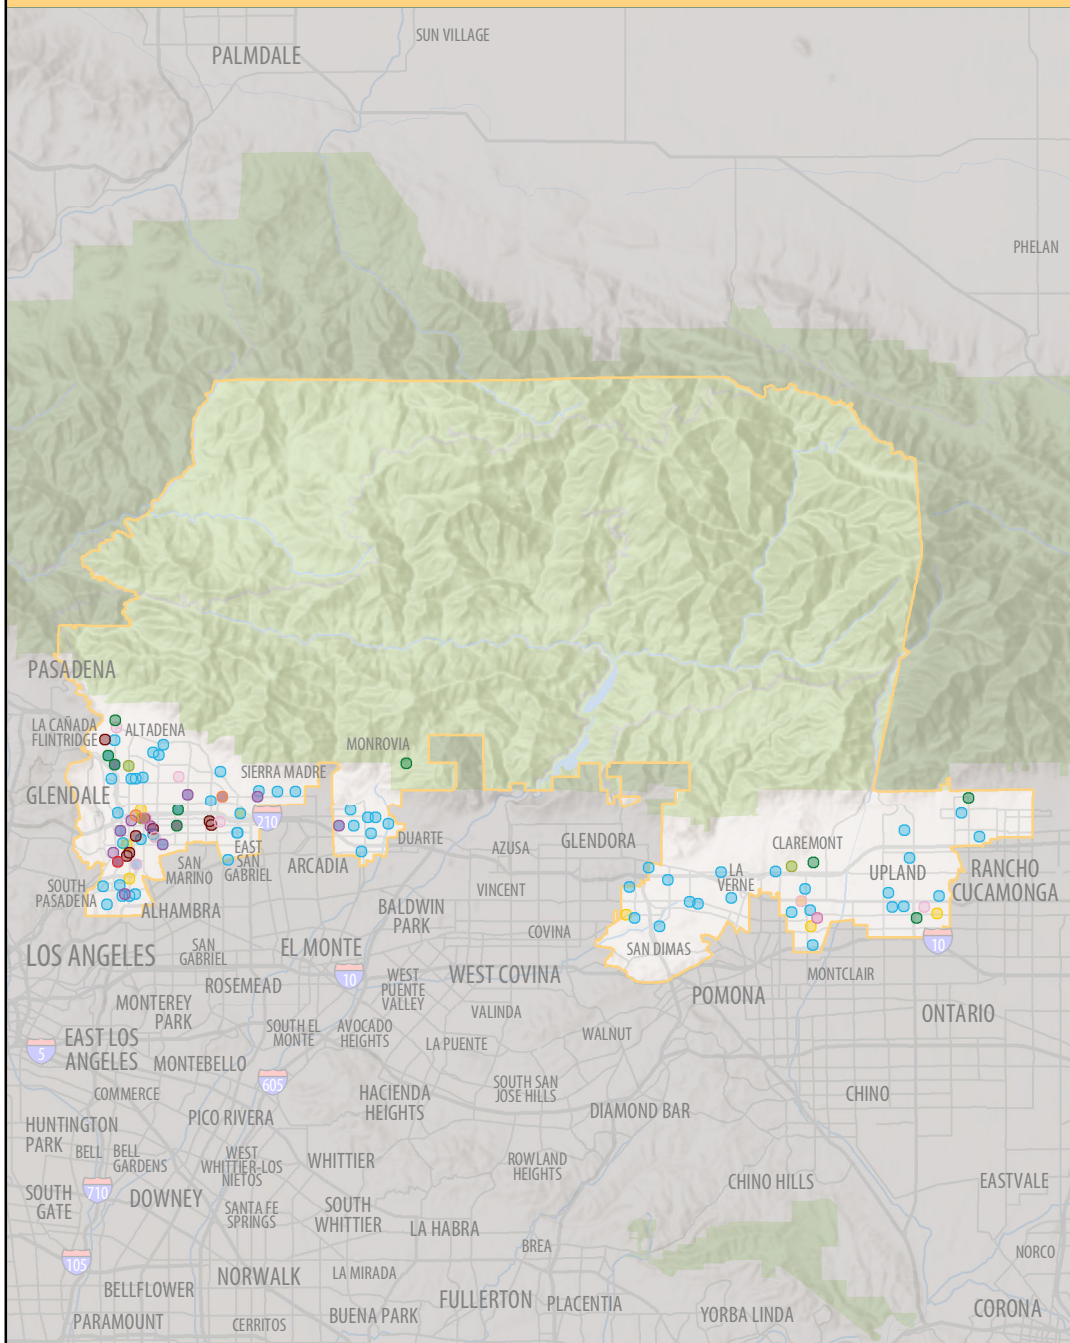 SUN VILLAGE
PALMDALE
PHELAN
PASADENA
LA CAÑADA
FLINTRIDGE
ALTADENA
MONROVIA
SIERRA MADRE
GLENDALE
210
DUARTE
GLENDORA
CLAREMONT
AZUSA
EAST
SAN
GABRIEL
ARCADIA
SAN
MARINO
LA
VERNE
UPLAND
RANCHO
CUCAMONGA
SOUTH
PASADENA
VINCENT
ALHAMBRA
BALDWIN
PARK
COVINA
SAN DIMAS
10
LOS ANGELES
SAN
GABRIEL
EL MONTE
10
WEST COVINA
MONTCLAIR
ROSEMEAD
WEST
PUENTE
VALLEY
POMONA
MONTEREY
PARK
VALINDA
ONTARIO
SOUTH EL
MONTE
AVOCADO
HEIGHTS
WALNUT
EAST LOS
ANGELES
5
LA PUENTE
MONTEBELLO
605
COMMERCE
HACIENDA
HEIGHTS
SOUTH SAN
JOSE HILLS
CHINO
DIAMOND BAR
PICO RIVERA
HUNTINGTON
PARK
BELL
BELL
GARDENS
WEST
WHITTIER-LOS
NIETOS
WHITTIER
ROWLAND
HEIGHTS
CHINO HILLS
EASTVALE
SOUTH
GATE
710
DOWNEY
SANTA FE
SPRINGS
SOUTH
WHITTIER
LA HABRA
BREA
NORCO
105
NORWALK
LA MIRADA
BELLFLOWER
FULLERTON
PLACENTIA
YORBA LINDA
CORONA
PARAMOUNT
CERRITOS
BUENA PARK